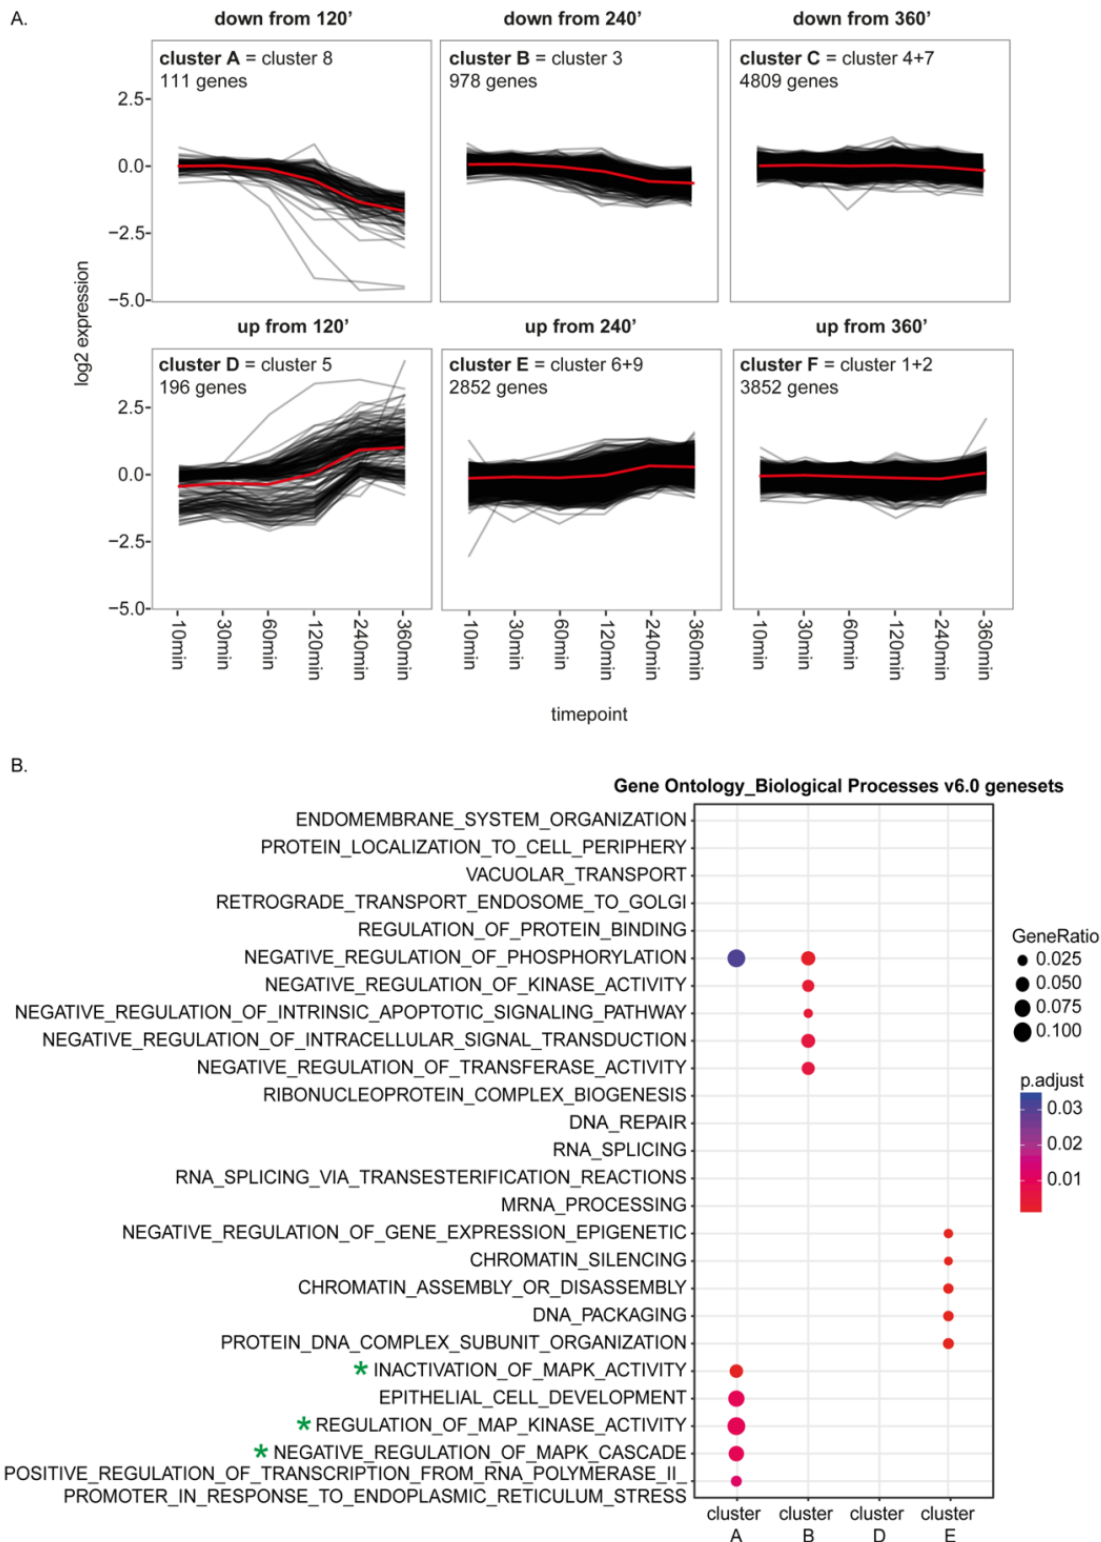 A.
down from 120’
down from 240’
down from 360’
cluster A = cluster 8
111 genes
cluster B = cluster 3
978 genes
cluster C = cluster 4+7
4809 genes
2.5
0.0
−2.5
−5.0
log2 expression
up from 120’
up from 240’
up from 360’
cluster D = cluster 5
196 genes
cluster E = cluster 6+9
2852 genes
cluster F = cluster 1+2
3852 genes
2.5
0.0
−2.5
−5.0
10min
30min
60min
120min
240min
360min
10min
30min
60min
120min
240min
360min
10min
30min
60min
120min
240min
360min
timepoint
B.
Gene Ontology_Biological Processes v6.0 genesets
ENDOMEMBRANE_SYSTEM_ORGANIZATION
PROTEIN_LOCALIZATION_TO_CELL_PERIPHERY
VACUOLAR_TRANSPORT
RETROGRADE_TRANSPORT_ENDOSOME_TO_GOLGI
REGULATION_OF_PROTEIN_BINDING
NEGATIVE_REGULATION_OF_PHOSPHORYLATION
NEGATIVE_REGULATION_OF_KINASE_ACTIVITY
NEGATIVE_REGULATION_OF_INTRINSIC_APOPTOTIC_SIGNALING_PATHWAY
NEGATIVE_REGULATION_OF_INTRACELLULAR_SIGNAL_TRANSDUCTION
NEGATIVE_REGULATION_OF_TRANSFERASE_ACTIVITY
RIBONUCLEOPROTEIN_COMPLEX_BIOGENESIS
DNA_REPAIR
RNA_SPLICING
RNA_SPLICING_VIA_TRANSESTERIFICATION_REACTIONS
MRNA_PROCESSING
NEGATIVE_REGULATION_OF_GENE_EXPRESSION_EPIGENETIC
CHROMATIN_SILENCING
CHROMATIN_ASSEMBLY_OR_DISASSEMBLY
DNA_PACKAGING
PROTEIN_DNA_COMPLEX_SUBUNIT_ORGANIZATION
* INACTIVATION_OF_MAPK_ACTIVITY
EPITHELIAL_CELL_DEVELOPMENT
* REGULATION_OF_MAP_KINASE_ACTIVITY
* NEGATIVE_REGULATION_OF_MAPK_CASCADE
POSITIVE_REGULATION_OF_TRANSCRIPTION_FROM_RNA_POLYMERASE_II_
PROMOTER_IN_RESPONSE_TO_ENDOPLASMIC_RETICULUM_STRESS
cluster A
cluster B
cluster D
cluster E
GeneRatio
0.025
0.050
0.075
0.100
p.adjust
0.03
0.02
0.01